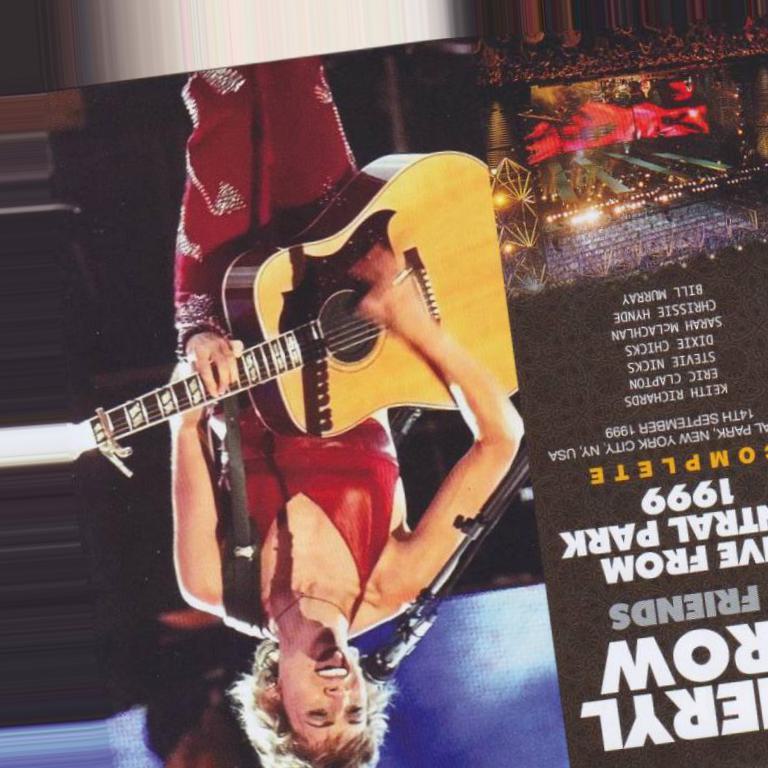 HERYL
ROW
FRIENDS
IVE FROM
NTRAL PARK
1999
COMPLETE
AL PARK, NEW YORK CITY, NY, USA
14TH SEPTEMBER 1999
KEITH RICHARDS
ERIC CLAPTON
STEVIE NICKS
DIXIE CHICKS
SARAH McLACHLAN
CHRISSIE HYNDE
BILL MURRAY